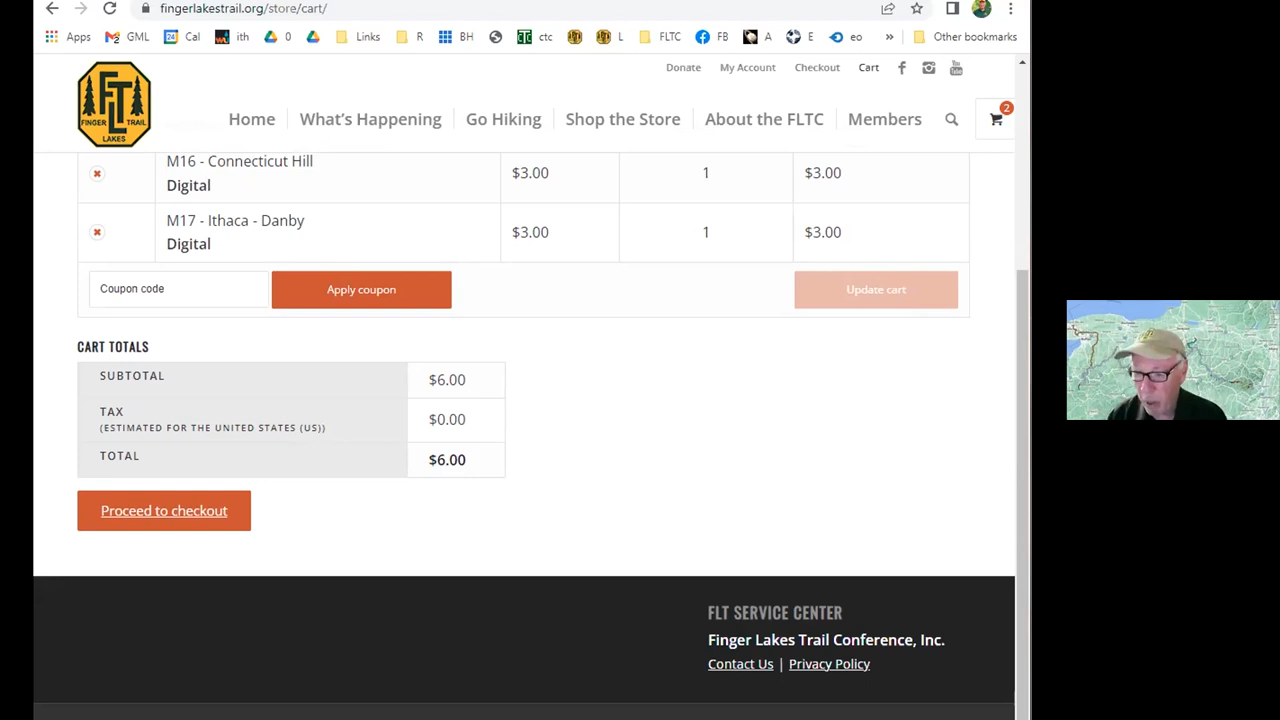 fingerlakestrail.org/store/cart/
Apps GML Cal ith 0 Links R BH ctc L FLTC FB A E eo » Other bookmarks
Donate My Account Checkout Cart
FLT
FINGER TRAIL
LAKES
Home What's Happening Go Hiking Shop the Store About the FLTC Members 2
M16 - Connecticut Hill
Digital
$3.00 1 $3.00
M17 - Ithaca - Danby
Digital
$3.00 1 $3.00
Coupon code Apply coupon Update cart
CART TOTALS
SUBTOTAL $6.00
TAX
(ESTIMATED FOR THE UNITED STATES (US)) $0.00
TOTAL $6.00
Proceed to checkout
FLT SERVICE CENTER
Finger Lakes Trail Conference, Inc.
Contact Us | Privacy Policy